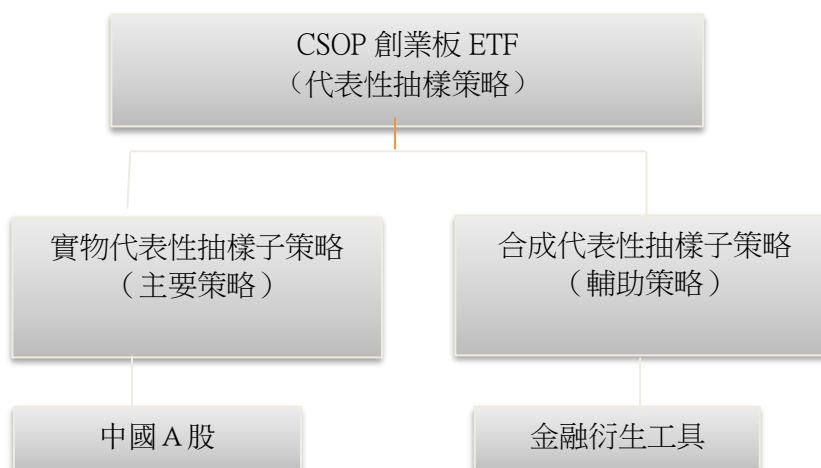 CSOP 創業板 ETF
（代表性抽樣策略）
實物代表性抽樣子策略
（主要策略）
合成代表性抽樣子策略
（輔助策略）
中國 A 股
金融衍生工具